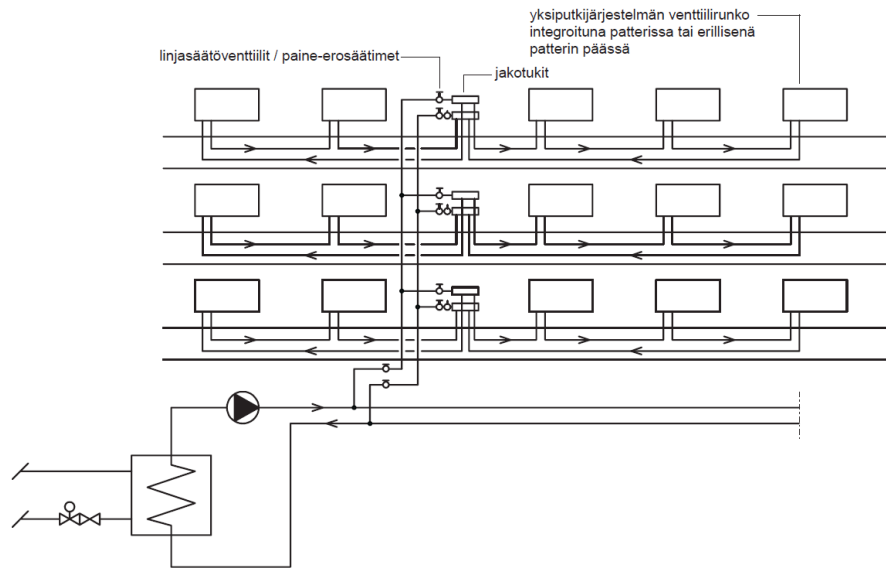 yksiputkijärjestelmän venttiilirunko
integroituna patterissa tai erillisenä
patterin päässä
linjasäätöventtiilit / paine-erosäätimet
jakotukit